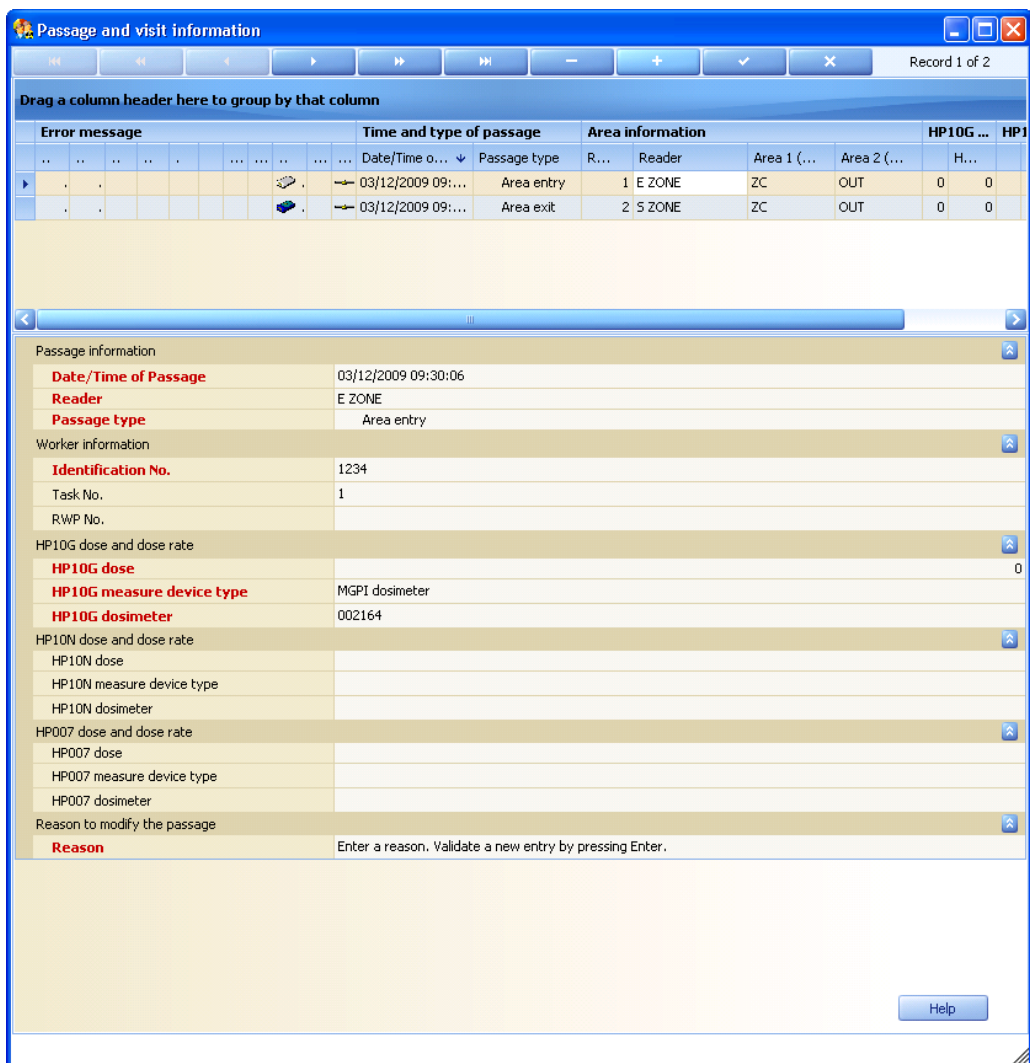 Passage and visit information
Record 1 of 2
Drag a column header here to group by that column
Error message Time and type of passage Area information HP10G ... HP1
.. .. .. .. . ... ... .. ... ... Date/Time o... Passage type R... Reader Area 1 (... Area 2 (... H...
. . . 03/12/2009 09:... Area entry 1 E ZONE ZC OUT 0 0
. . . 03/12/2009 09:... Area exit 2 S ZONE ZC OUT 0 0
Passage information
Date/Time of Passage 03/12/2009 09:30:06
Reader E ZONE
Passage type Area entry
Worker information
Identification No. 1234
Task No. 1
RWP No.
HP10G dose and dose rate
HP10G dose 0
HP10G measure device type MGPI dosimeter
HP10G dosimeter 002164
HP10N dose and dose rate
HP10N dose
HP10N measure device type
HP10N dosimeter
HP007 dose and dose rate
HP007 dose
HP007 measure device type
HP007 dosimeter
Reason to modify the passage
Reason Enter a reason. Validate a new entry by pressing Enter.
Help